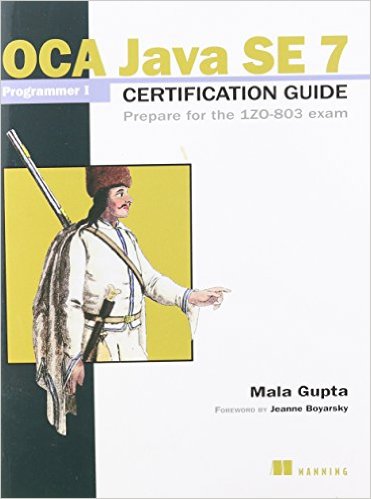 OCA Java SE 7
Programmer I
CERTIFICATION GUIDE
Prepare for the 1Z0-803 exam
Mala Gupta
FOREWORD BY Jeanne Boyarsky
MANNING